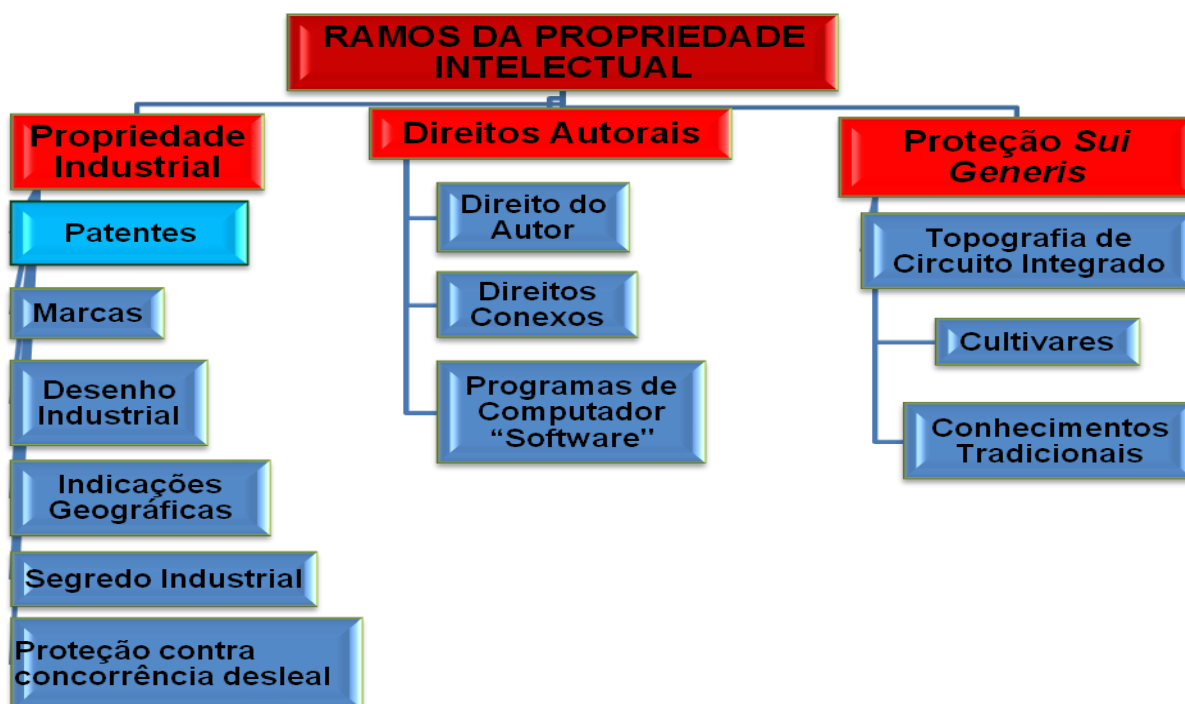 RAMOS DA PROPRIEDADE
INTELECTUAL
Propriedade
Industrial
Patentes
Marcas
Desenho
Industrial
Indicações
Geográficas
Segredo Industrial
Proteção contra
concorrência desleal
Direitos Autorais
Direito do
Autor
Direitos
Conexos
Programas de
Computador
“Software"
Proteção Sui
Generis
Topografia de
Circuito Integrado
Cultivares
Conhecimentos
Tradicionais